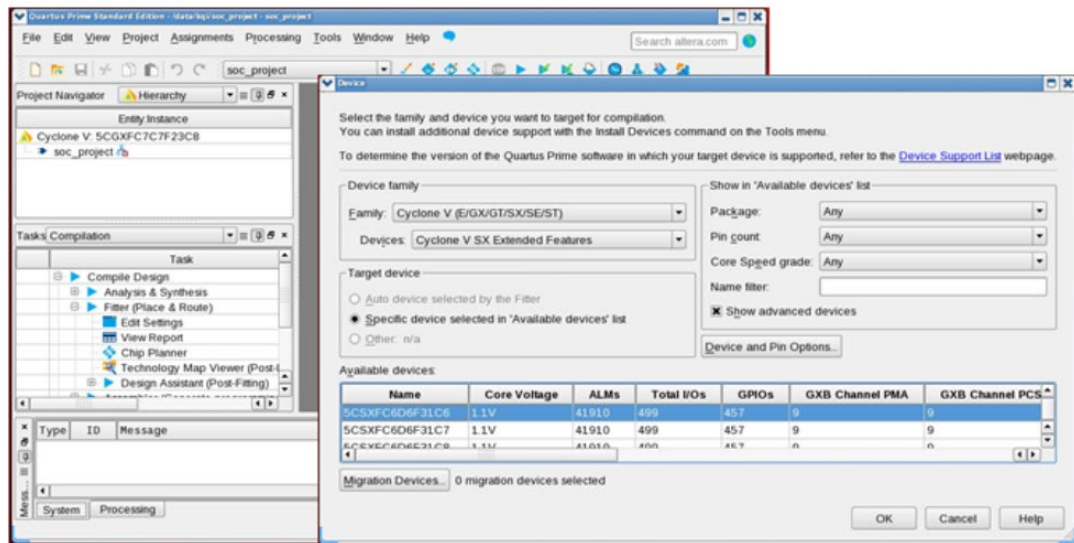 Quartus Prime Standard Edition - /data/kqi/soc_project - soc_project
File Edit View Project Assignments Processing Tools Window Help
Search altera.com
soc_project
Project Navigator Hierarchy
Entity:Instance
Cyclone V: 5CGXFC7C7F23C8
soc_project
Tasks Compilation
Task
Compile Design
Analysis & Synthesis
Fitter (Place & Route)
Edit Settings
View Report
Chip Planner
Technology Map Viewer (Post-
Design Assistant (Post-Fitting)
Type ID Message
System Processing
Device
Select the family and device you want to target for compilation.
You can install additional device support with the Install Devices command on the Tools menu.
To determine the version of the Quartus Prime software in which your target device is supported, refer to the Device Support List webpage.
Device family
Family: Cyclone V (E/GX/GT/SX/SE/ST)
Devices: Cyclone V SX Extended Features
Target device
Auto device selected by the Fitter
Specific device selected in 'Available devices' list
Other: n/a
Show in 'Available devices' list
Package: Any
Pin count: Any
Core Speed grade: Any
Name filter:
Show advanced devices
Device and Pin Options...
Available devices:
Name Core Voltage ALMs Total I/Os GPIOs GXB Channel PMA GXB Channel PCS
5CSXFC6D6F31C6 1.1V 41910 499 457 9 9
5CSXFC6D6F31C7 1.1V 41910 499 457 9 9
5CSXFC6D6F31C8 1.1V 41910 499 457 9 9
Migration Devices... 0 migration devices selected
OK Cancel Help